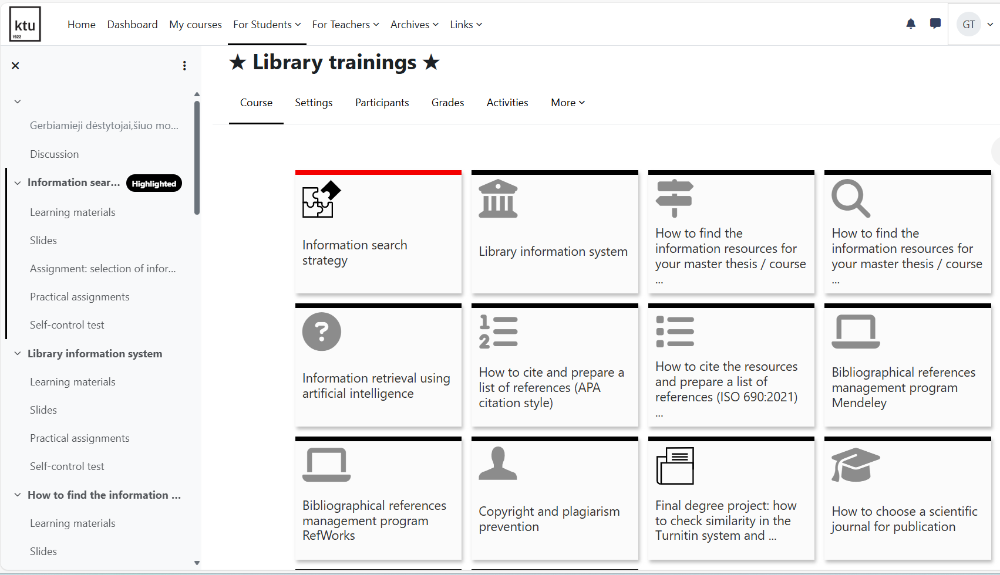 ktu
1922
Home Dashboard My courses For Students For Teachers Archives Links
GT
★ Library trainings ★
Course Settings Participants Grades Activities More
Gerbiamieji dėstytojai,šiuo mo...
Discussion
Information sear... Highlighted
Learning materials
Slides
Assignment: selection of infor...
Practical assignments
Self-control test
Library information system
Learning materials
Slides
Practical assignments
Self-control test
How to find the information ...
Learning materials
Slides
Information search
strategy
Library information system
How to find the
information resources for
your master thesis / course
...
How to find the
information resources for
your master thesis / course
...
?
Information retrieval using
artificial intelligence
1
2
How to cite and prepare a
list of references (APA
citation style)
How to cite the resources
and prepare a list of
references (ISO 690:2021)
...
Bibliographical references
management program
Mendeley
Bibliographical references
management program
RefWorks
Copyright and plagiarism
prevention
Final degree project: how
to check similarity in the
Turnitin system and ...
How to choose a scientific
journal for publication